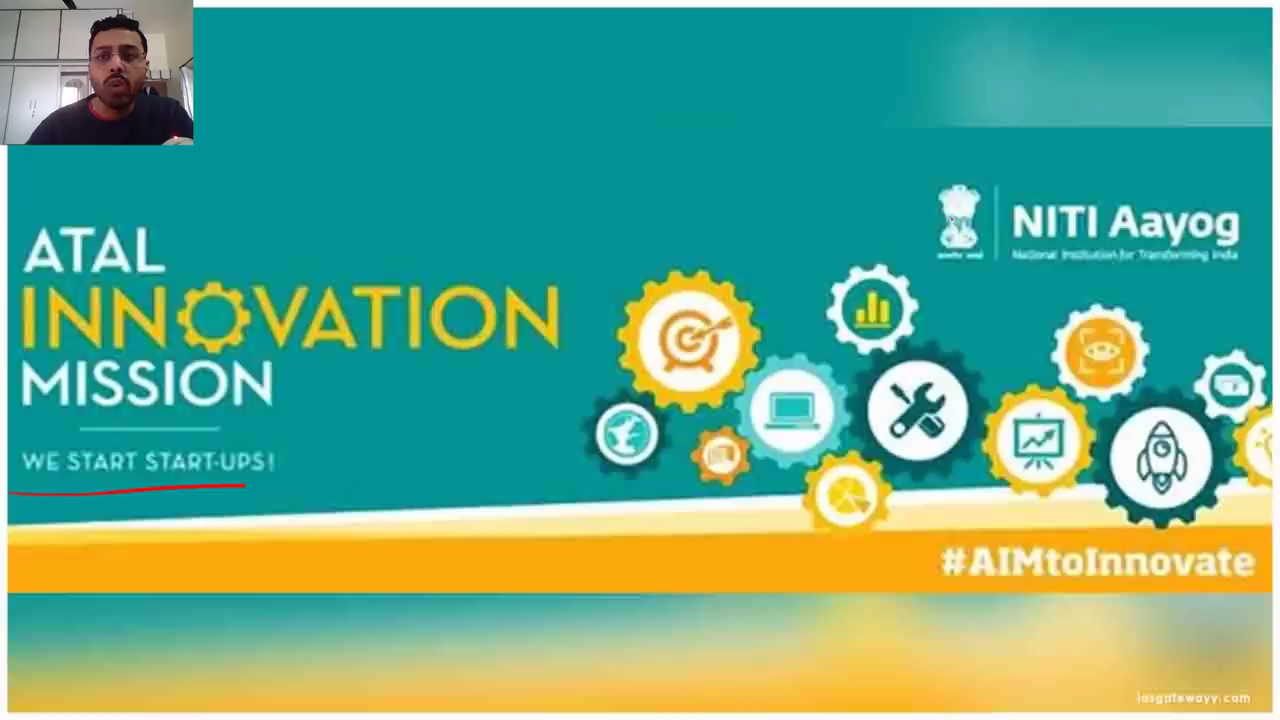 ATAL
INNOVATION
MISSION
WE START START-UPS!
NITI Aayog
National Institution for Transforming India
#AIMtoInnovate
iasgatewayy.com